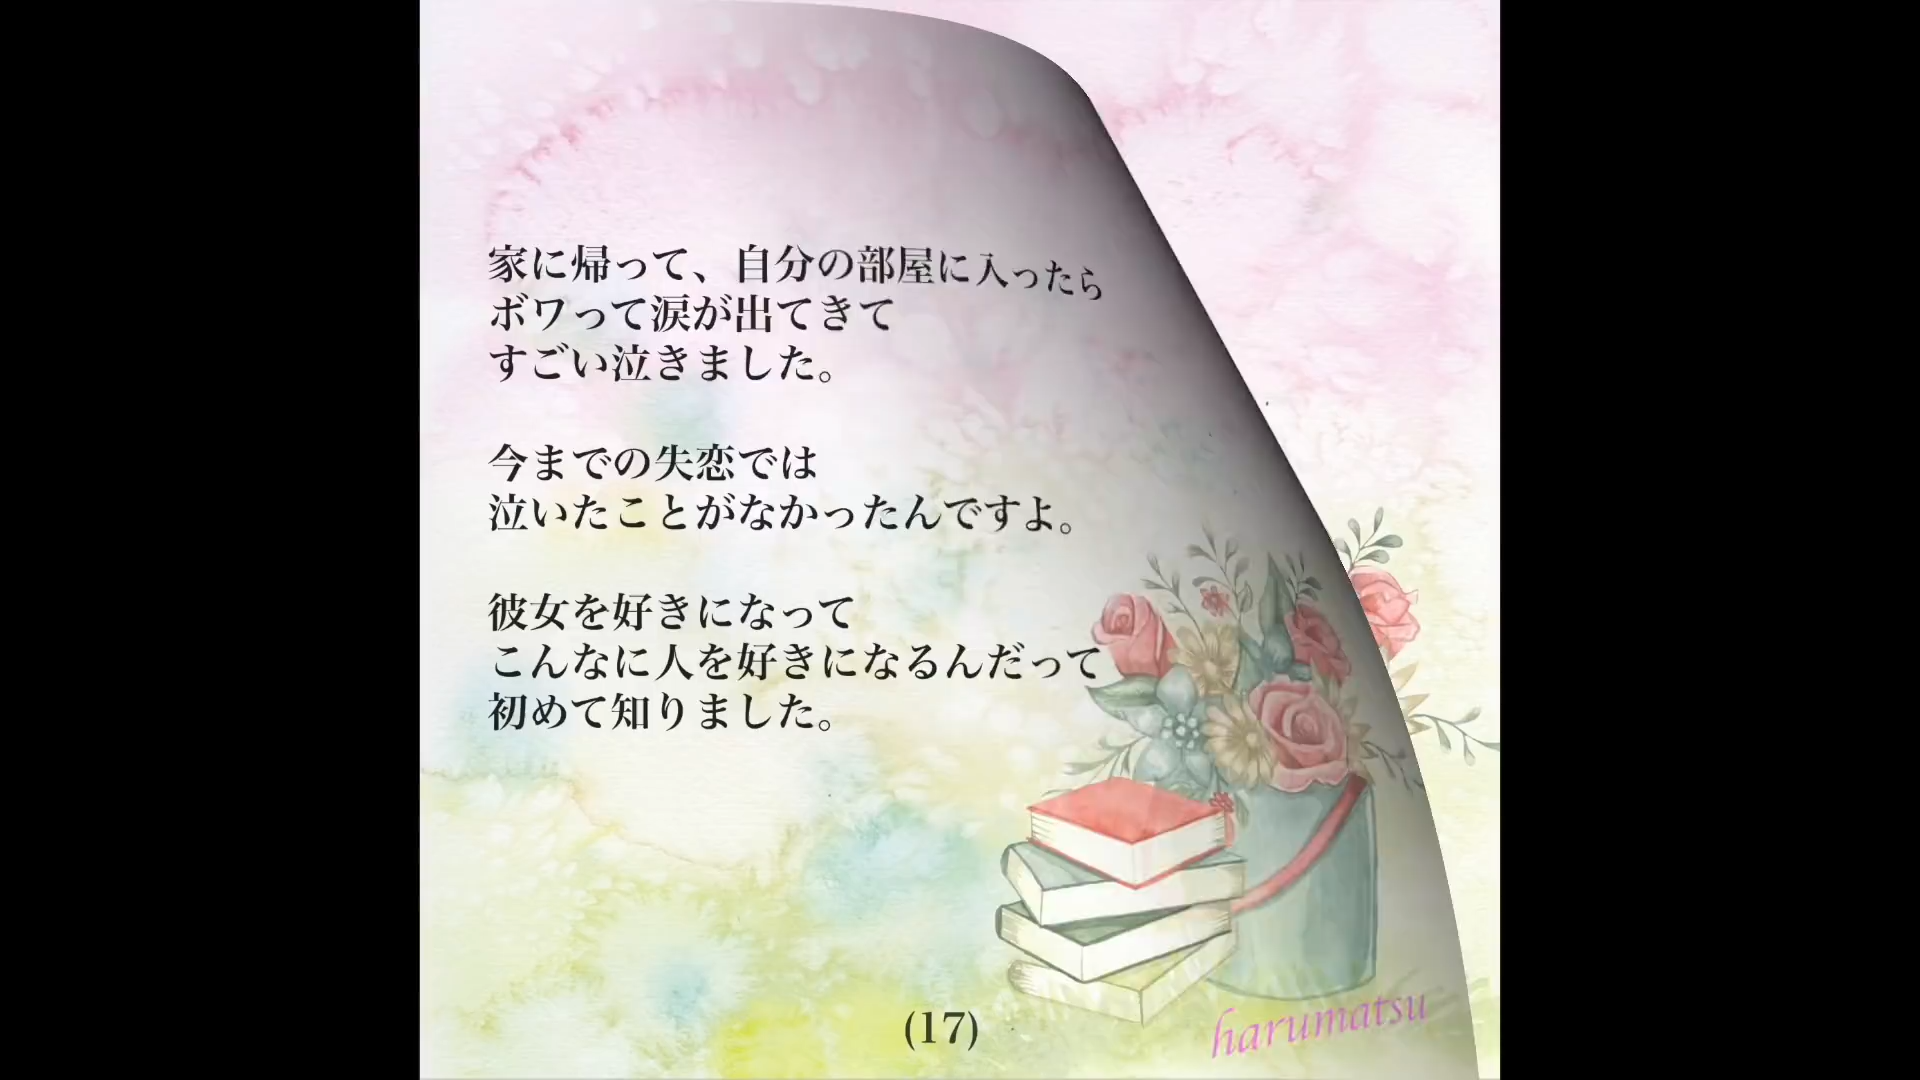 家に帰って、自分の部屋に入ったら
ボワって涙が出てきて
すごい泣きました。
今までの失恋では
泣いたことがなかったんですよ。
彼女を好きになって
こんなに人を好きになるんだって
初めて知りました。
(17)
harumatsu